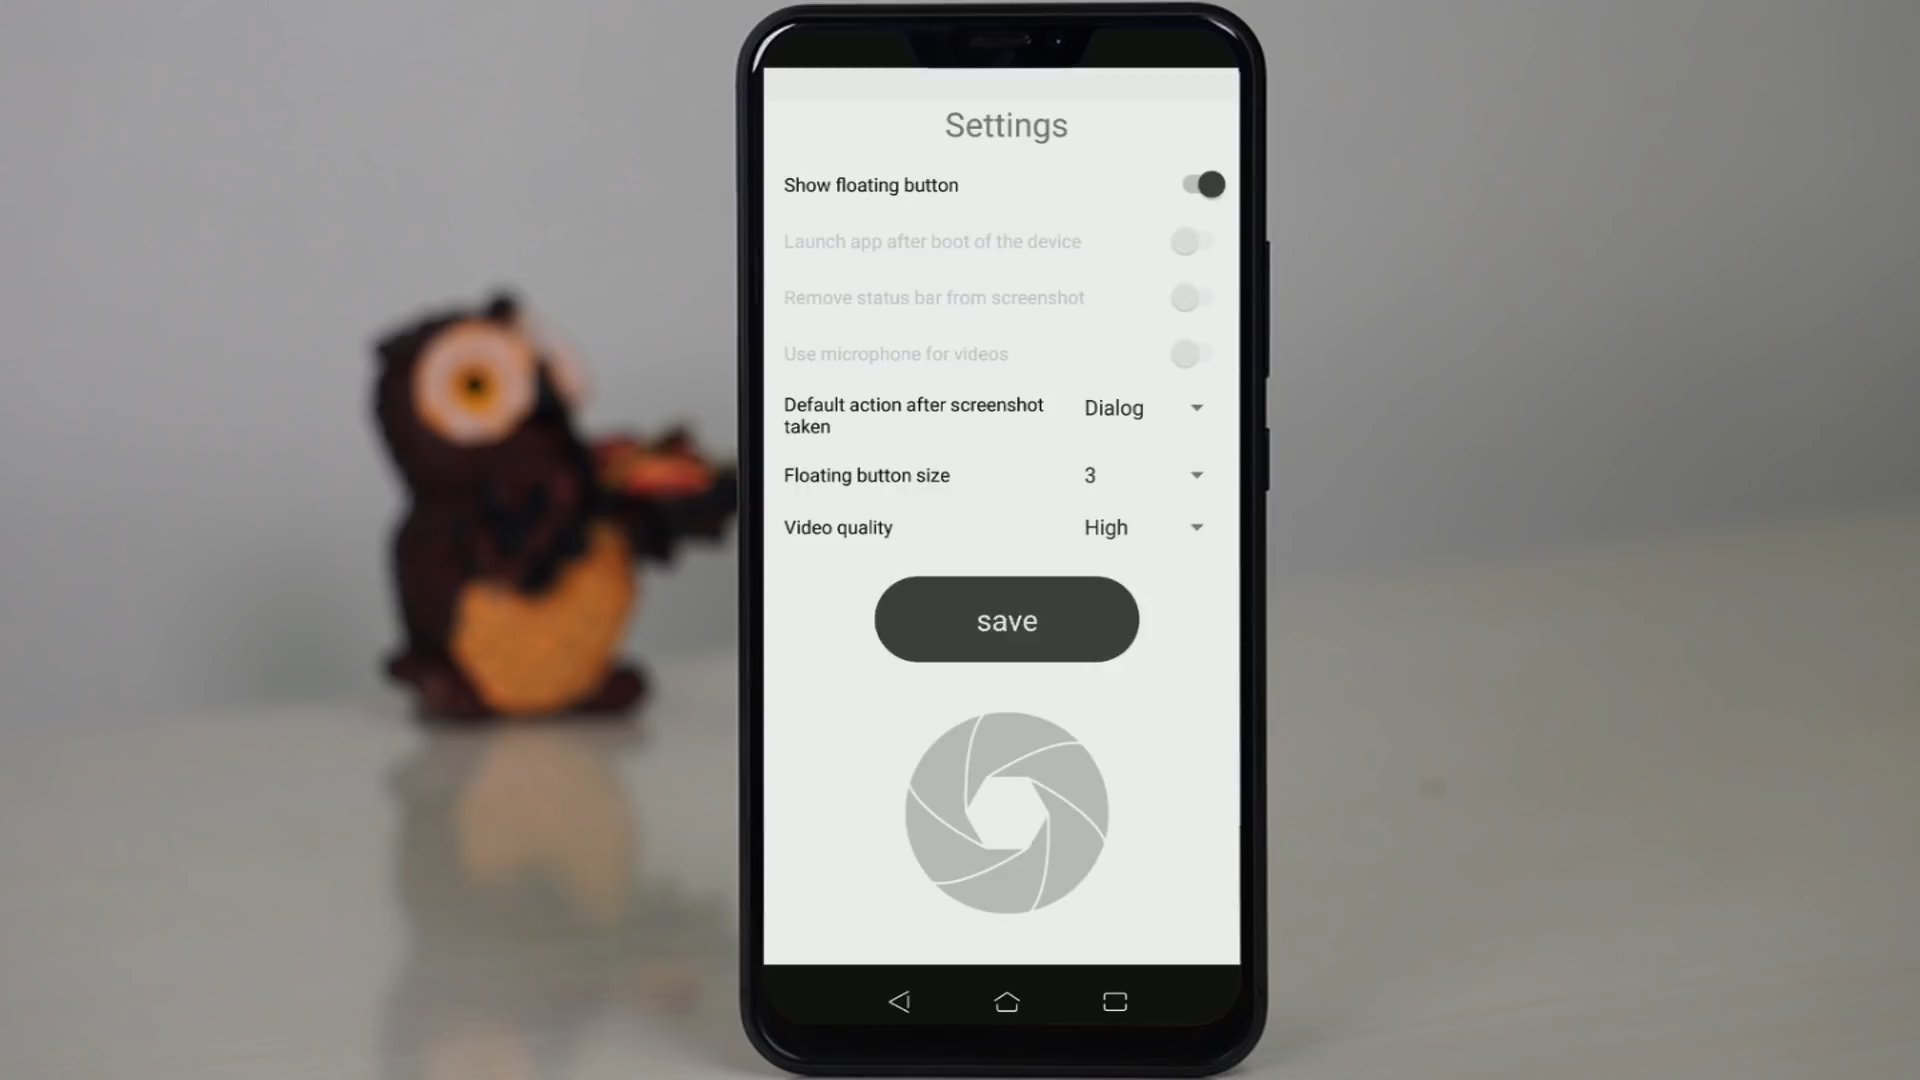 Settings
Show floating button
Launch app after boot of the device
Remove status bar from screenshot
Use microphone for videos
Default action after screenshot
taken
Dialog
Floating button size
3
Video quality
High
save